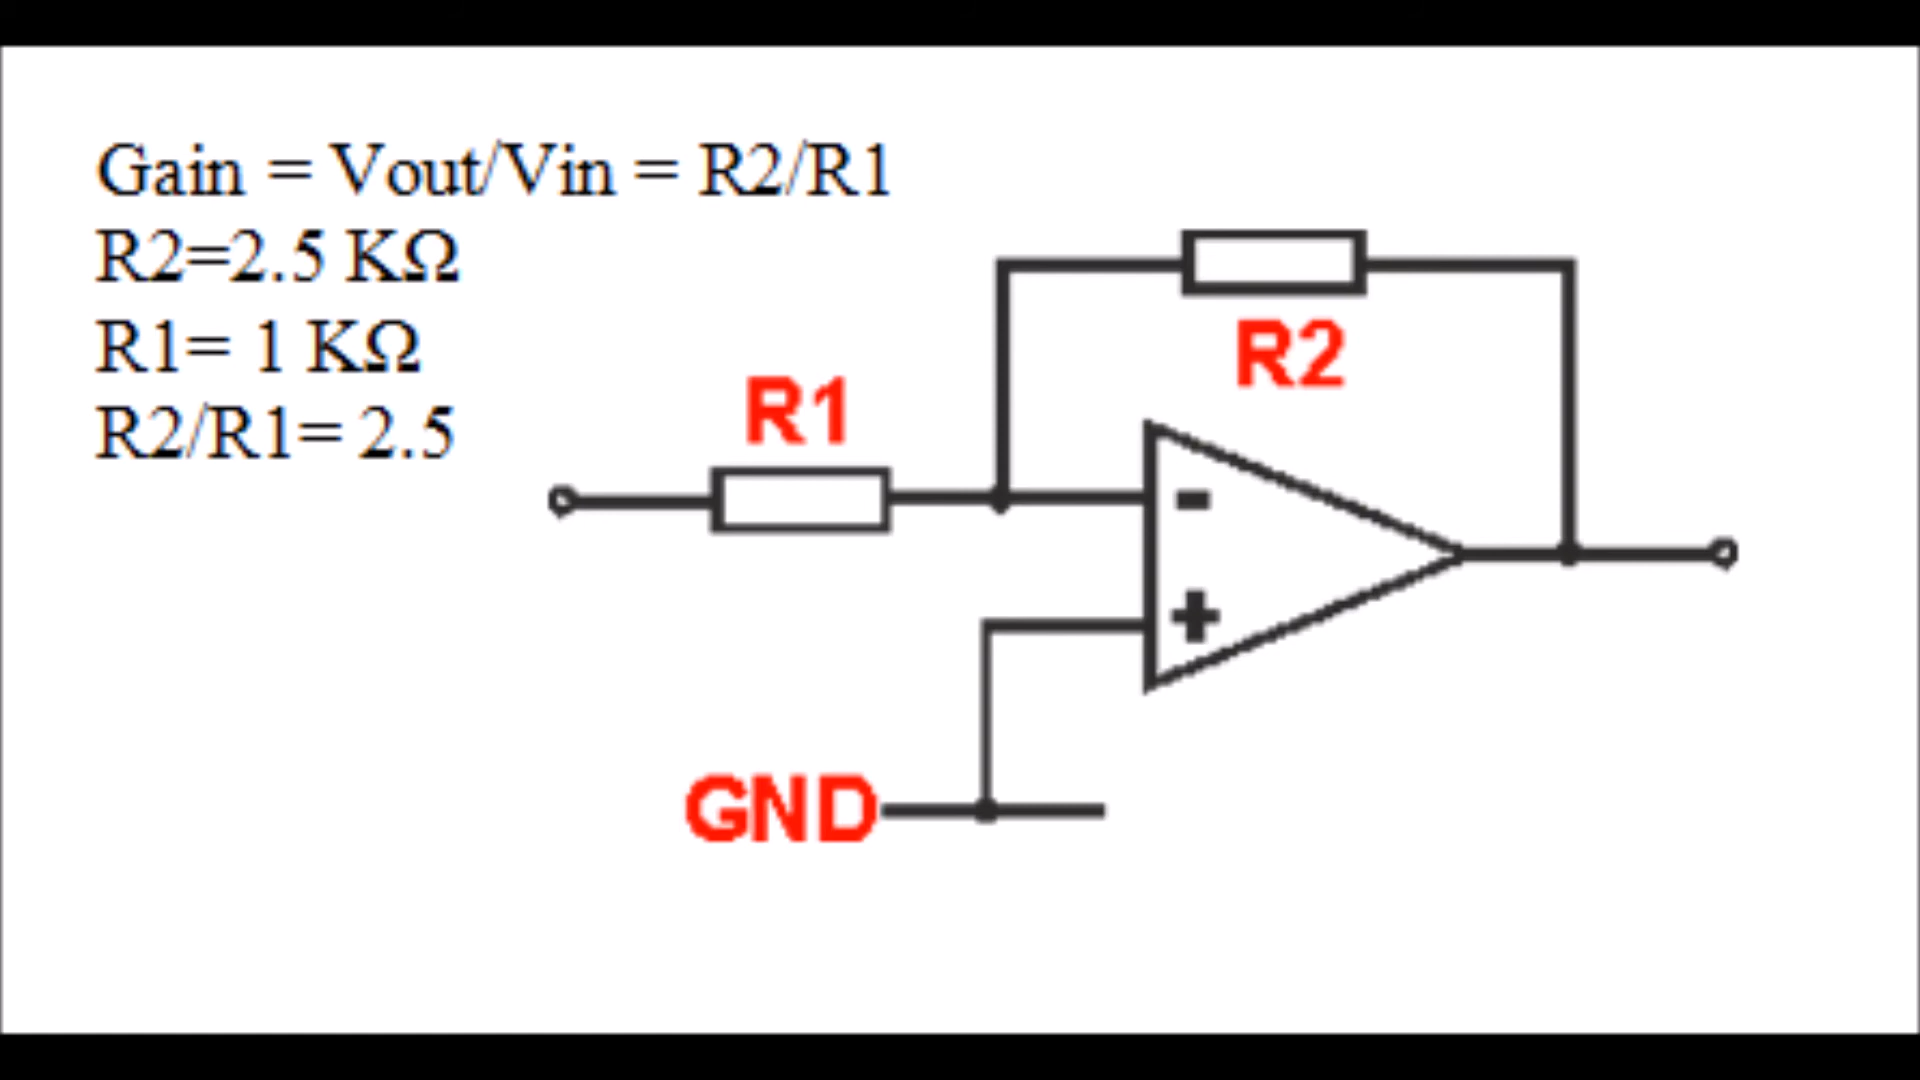 Gain = Vout/Vin = R2/R1
R2=2.5 KΩ
R1= 1 KΩ
R2/R1= 2.5
R2
R1
-
+
GND